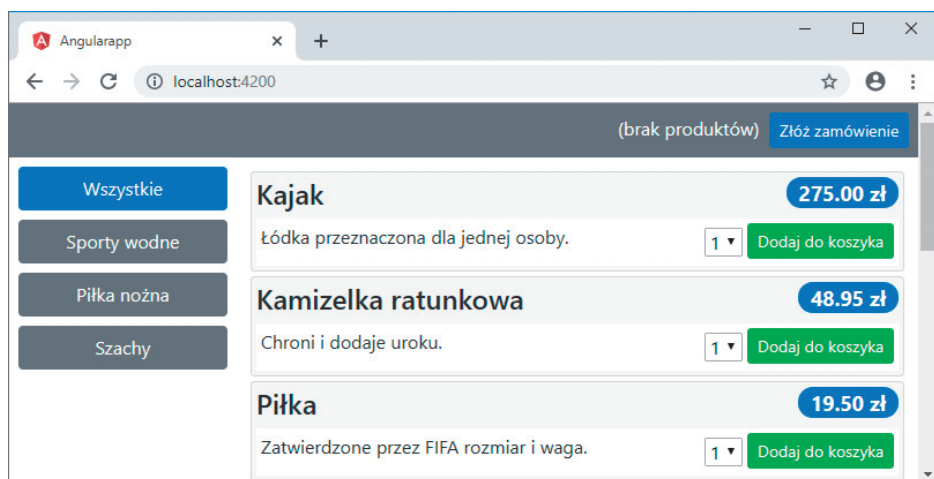 Angularapp
localhost:4200
(brak produktów) Złóż zamówienie
Wszystkie
Sporty wodne
Piłka nożna
Szachy
Kajak 275.00 zł
Łódka przeznaczona dla jednej osoby. 1 Dodaj do koszyka
Kamizelka ratunkowa 48.95 zł
Chroni i dodaje uroku. 1 Dodaj do koszyka
Piłka 19.50 zł
Zatwierdzone przez FIFA rozmiar i waga. 1 Dodaj do koszyka